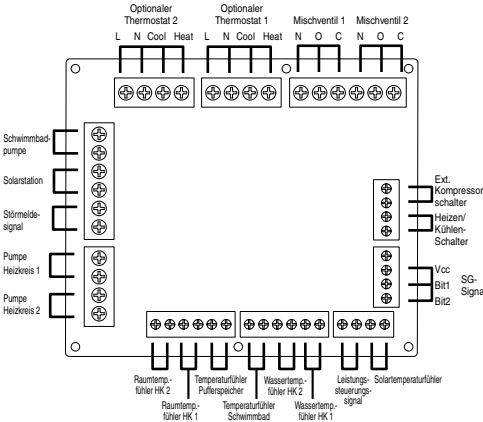 Optionaler
Thermostat 2
Optionaler
Thermostat 1
Mischventil 1
Mischventil 2
L N Cool Heat
L N Cool Heat
N O C
N O C
Schwimmbad-
pumpe
Solarstation
Störmelde-
signal
Pumpe
Heizkreis 1
Pumpe
Heizkreis 2
Ext.
Kompressor
schalter
Heizen/
Kühlen-
Schalter
Vcc
Bit1
Bit2
SG-
Signal
Raumtemp.-
fühler HK 2
Temperaturfühler
Pufferspeicher
Wassertemp.-
fühler HK 2
Leistungs-
steuerungs-
signal
Solartemperaturfühler
Raumtemp.-
fühler HK 1
Temperaturfühler
Schwimmbad
Wassertemp.-
fühler HK 1